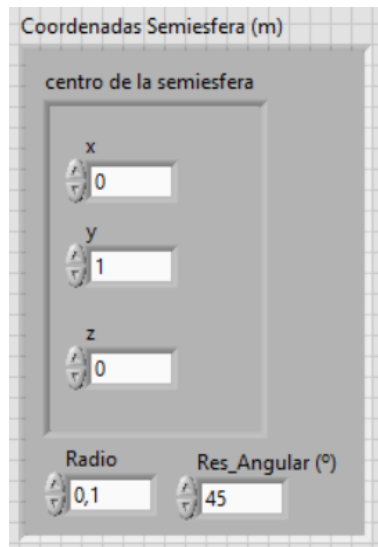 Coordenadas Semiesfera (m)
centro de la semiesfera
x
0
y
1
z
0
Radio
Res_Angular (º)
0,1
45